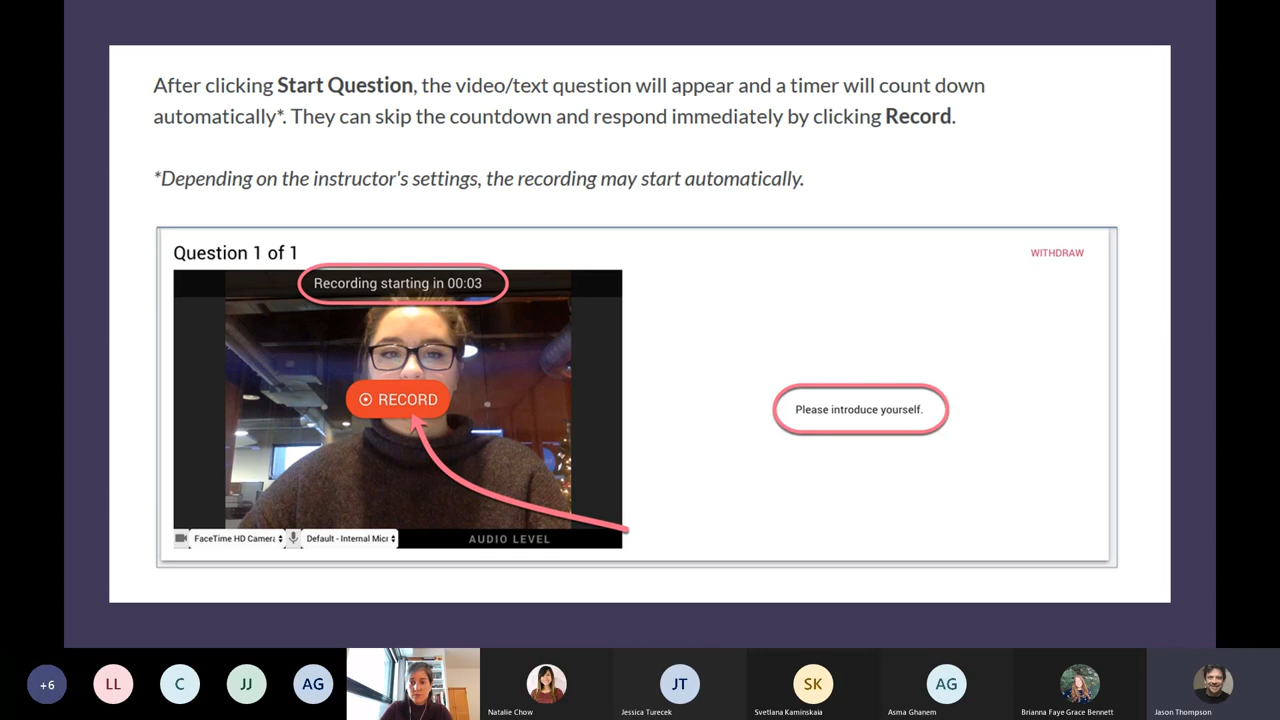 After clicking Start Question, the video/text question will appear and a timer will count down
automatically*. They can skip the countdown and respond immediately by clicking Record.
*Depending on the instructor's settings, the recording may start automatically.
Question 1 of 1
WITHDRAW
Recording starting in 00:03
RECORD
Please introduce yourself.
FaceTime HD Camera
Default - Internal Micr
AUDIO LEVEL
+6
LL
C
JJ
AG
JT
SK
AG
Natalie Chow
Jessica Turecek
Svetlana Kaminskaia
Asma Ghanem
Brianna Faye Grace Bennett
Jason Thompson